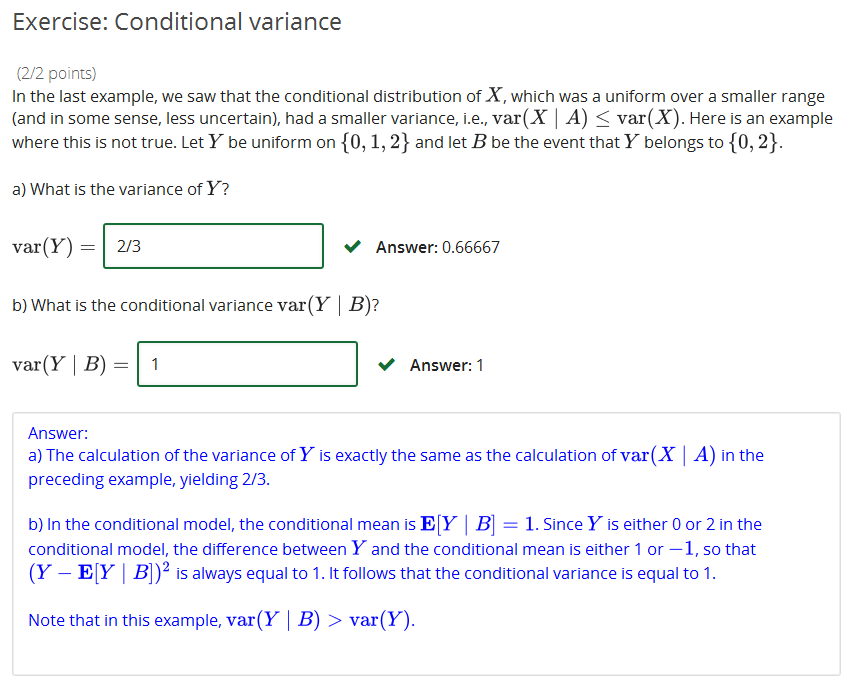 Exercise: Conditional variance
(2/2 points)
In the last example, we saw that the conditional distribution of X, which was a uniform over a smaller range
(and in some sense, less uncertain), had a smaller variance, i.e., var(X | A) ≤ var(X). Here is an example
where this is not true. Let Y be uniform on {0, 1, 2} and let B be the event that Y belongs to {0, 2}.
a) What is the variance of Y?
var(Y) = 2/3 ✔ Answer: 0.66667
b) What is the conditional variance var(Y | B)?
var(Y | B) = 1 ✔ Answer: 1
Answer:
a) The calculation of the variance of Y is exactly the same as the calculation of var(X | A) in the
preceding example, yielding 2/3.
b) In the conditional model, the conditional mean is E[Y | B] = 1. Since Y is either 0 or 2 in the
conditional model, the difference between Y and the conditional mean is either 1 or −1, so that
(Y − E[Y | B])² is always equal to 1. It follows that the conditional variance is equal to 1.
Note that in this example, var(Y | B) > var(Y).